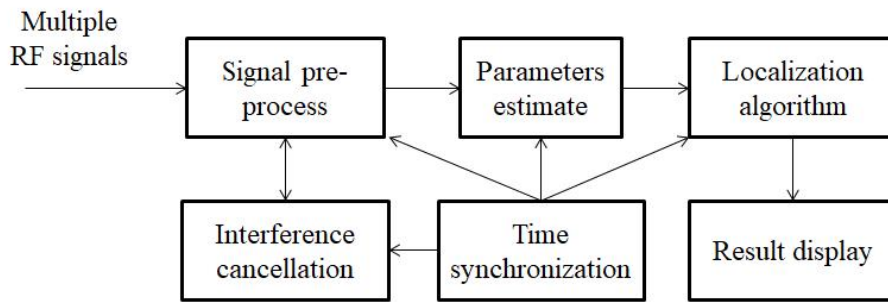 Multiple
RF signals
Signal pre-
process
Parameters
estimate
Localization
algorithm
Interference
cancellation
Time
synchronization
Result display